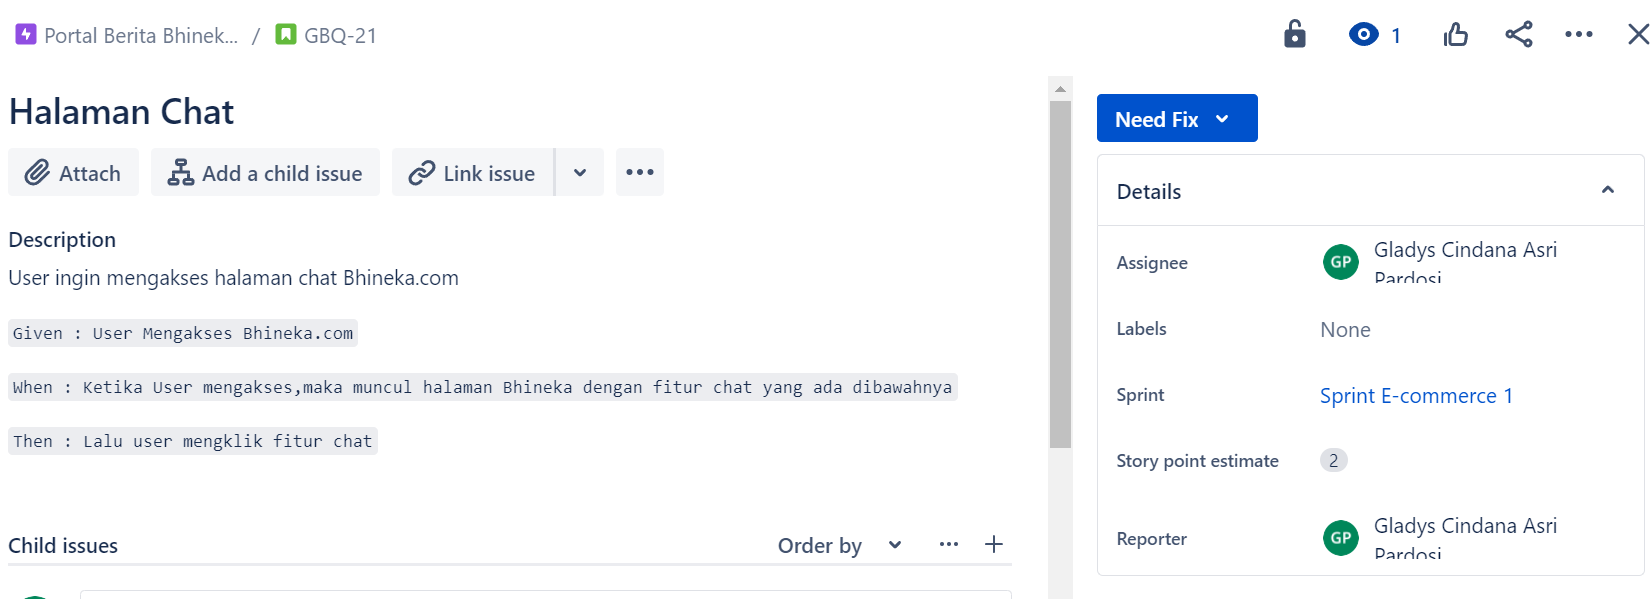 Portal Berita Bhinek... / GBQ-21
1
Halaman Chat
Attach
Add a child issue
Link issue
Description
User ingin mengakses halaman chat Bhineka.com
Given : User Mengakses Bhineka.com
When : Ketika User mengakses,maka muncul halaman Bhineka dengan fitur chat yang ada dibawahnya
Then : Lalu user mengklik fitur chat
Child issues
Order by
Need Fix
Details
Assignee
GP
Gladys Cindana Asri
Pardosi
Labels
None
Sprint
Sprint E-commerce 1
Story point estimate
2
Reporter
GP
Gladys Cindana Asri
Pardosi